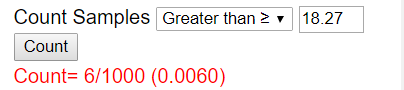 Count Samples Greater than ≥ 18.27
Count
Count= 6/1000 (0.0060)